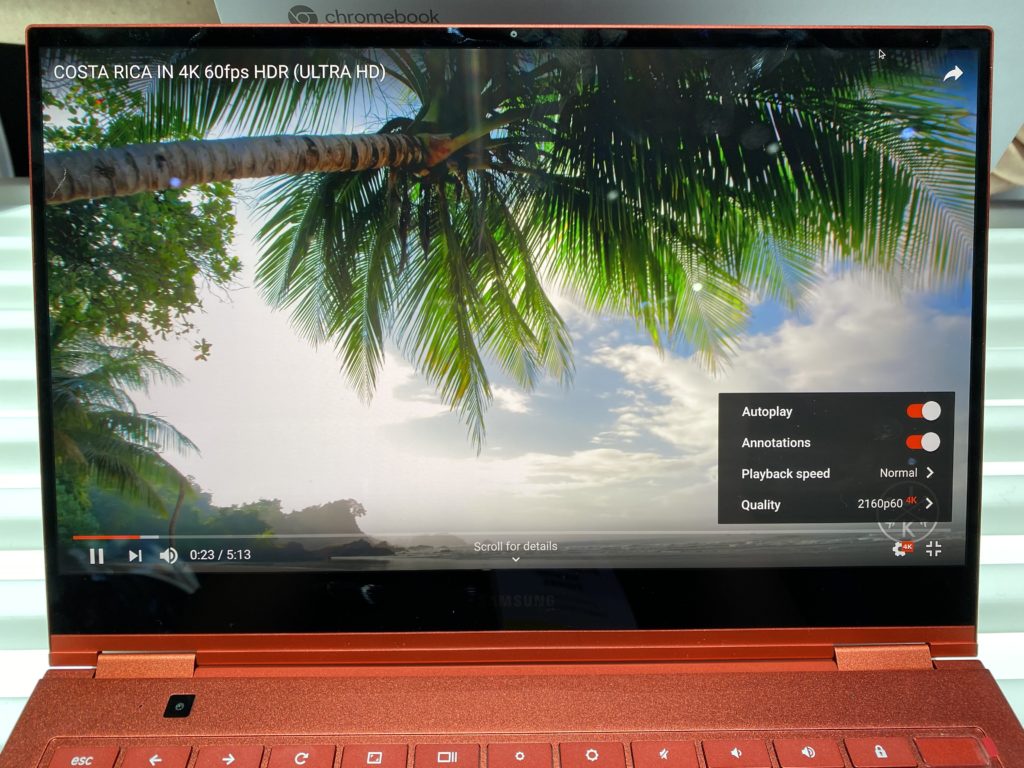 chromebook
COSTA RICA IN 4K 60fps HDR (ULTRA HD)
Autoplay
Annotations
Playback speed Normal
Quality 2160p60 4K
K
0:23 / 5:13
Scroll for details
4K
SAMSUNG
esc